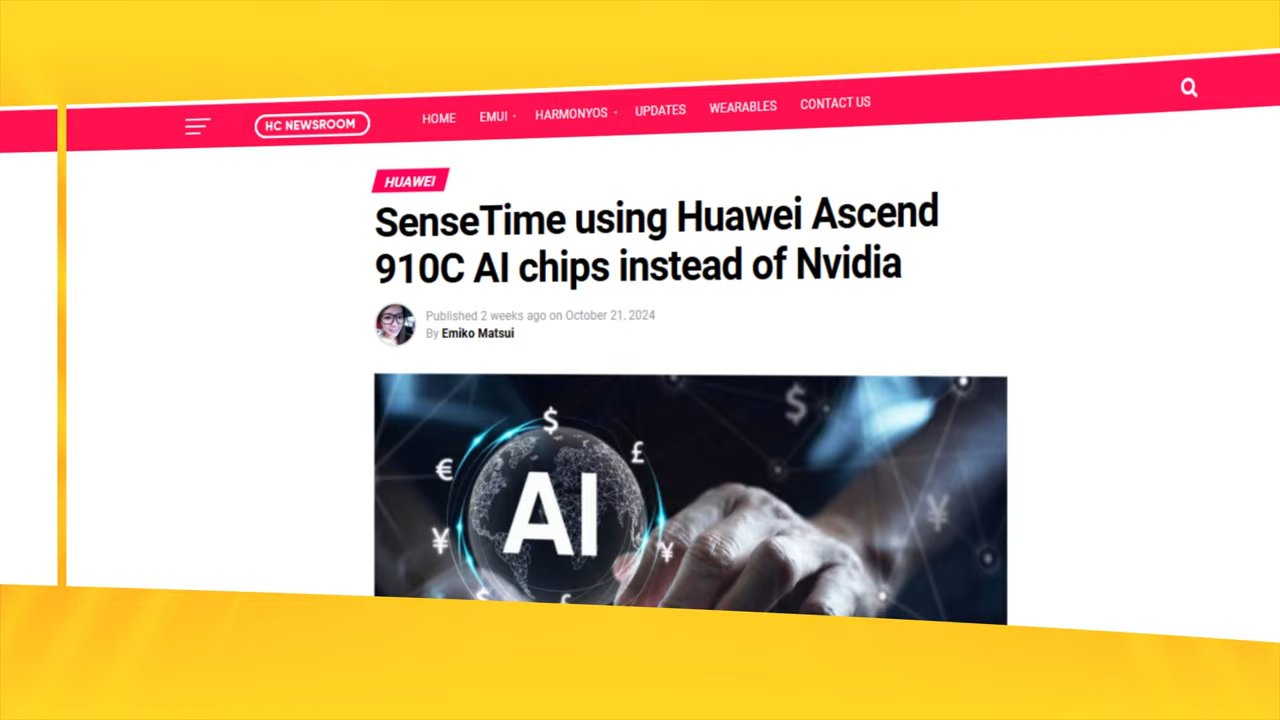 HC NEWSROOM
HOME EMUI HARMONYOS UPDATES WEARABLES CONTACT US
HUAWEI
SenseTime using Huawei Ascend
910C AI chips instead of Nvidia
Published 2 weeks ago on October 21, 2024
By Emiko Matsui
$
$
£
€
AI
¥
¥
¥